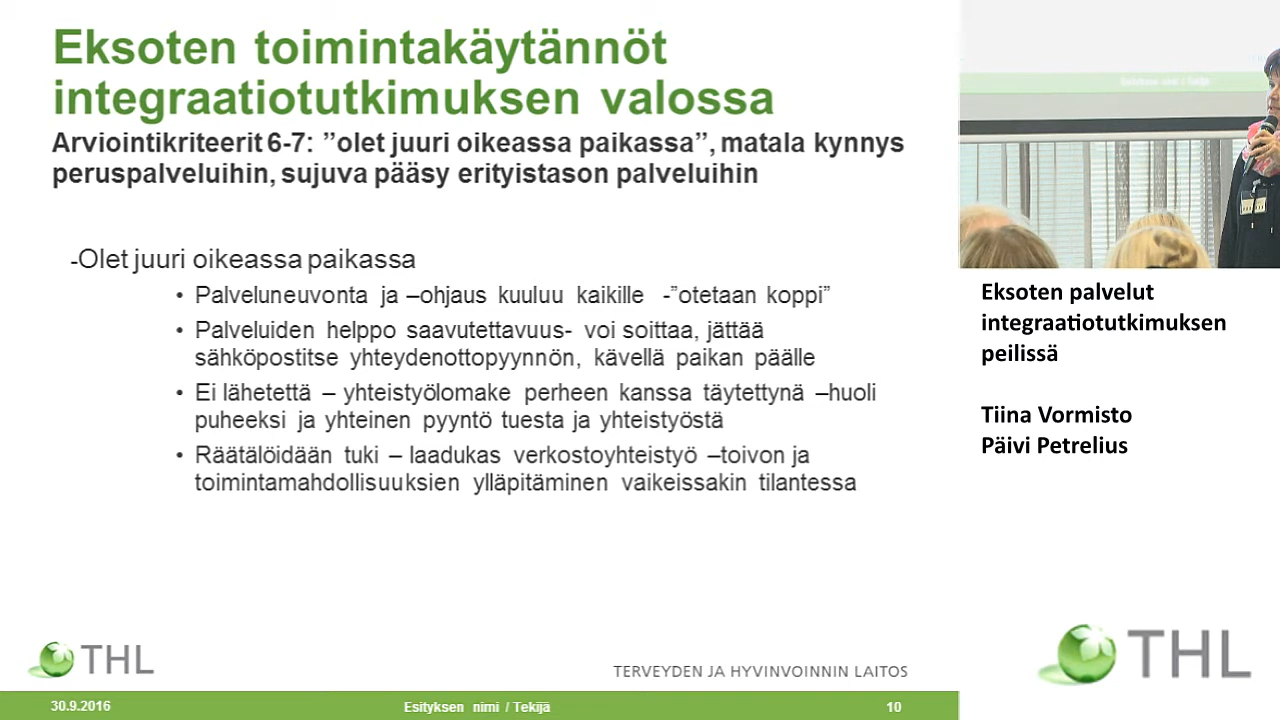 Eksoten toimintakäytännöt
integraatiotutkimuksen valossa
Arviointikriteerit 6-7: ”olet juuri oikeassa paikassa”, matala kynnys
peruspalveluihin, sujuva pääsy erityistason palveluihin
-Olet juuri oikeassa paikassa
• Palveluneuvonta ja –ohjaus kuuluu kaikille -”otetaan koppi”
• Palveluiden helppo saavutettavuus- voi soittaa, jättää
sähköpostitse yhteydenottopyynnön, kävellä paikan päälle
• Ei lähetettä – yhteistyölomake perheen kanssa täytettynä –huoli
puheeksi ja yhteinen pyyntö tuesta ja yhteistyöstä
• Räätälöidään tuki – laadukas verkostoyhteistyö –toivon ja
toimintamahdollisuuksien ylläpitäminen vaikeissakin tilantessa
THL
TERVEYDEN JA HYVINVOINNIN LAITOS
30.9.2016
Esityksen nimi / Tekijä
10
Esityksen nimi / Tekijä
Eksoten palvelut
integraatiotutkimuksen
peilissä
Tiina Vormisto
Päivi Petrelius
THL